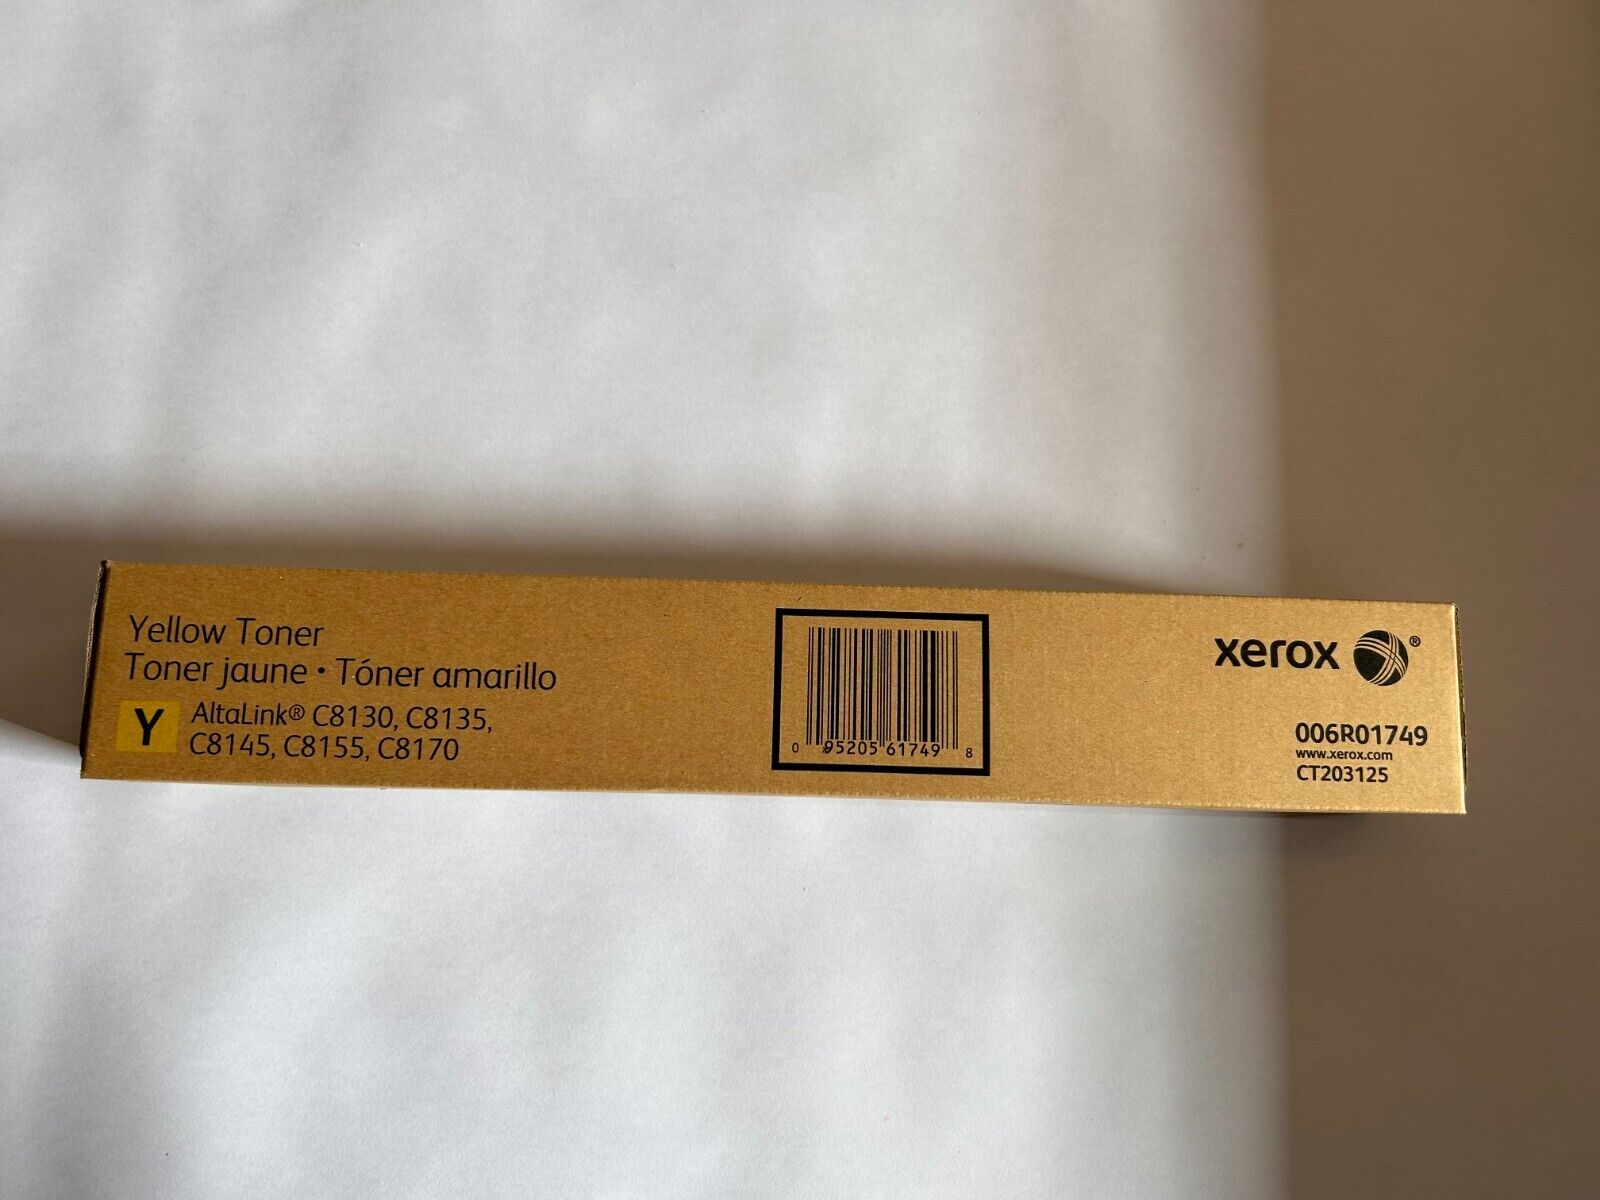 Yellow Toner
Toner jaune • Tóner amarillo
Y
AltaLink® C8130, C8135,
C8145, C8155, C8170
0 95205 61749 8
xerox ®
006R01749
www.xerox.com
CT203125